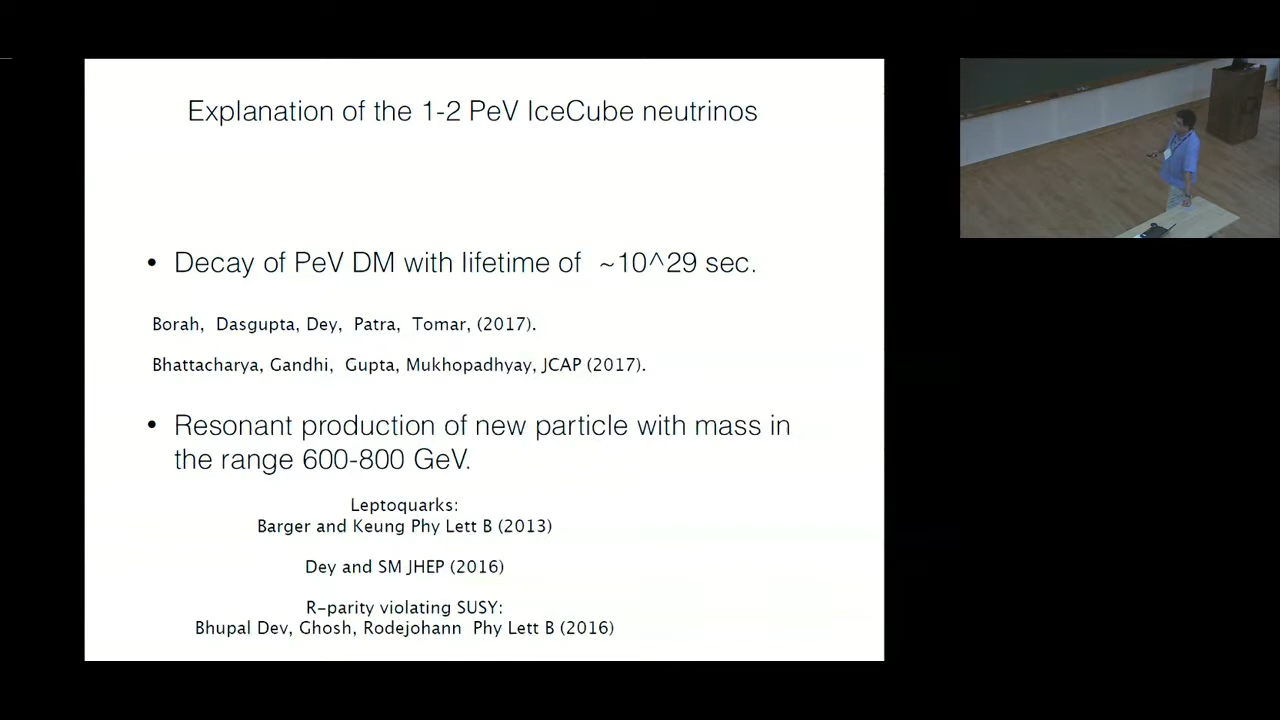 Explanation of the 1-2 PeV IceCube neutrinos
• Decay of PeV DM with lifetime of ~10^29 sec.
Borah, Dasgupta, Dey, Patra, Tomar, (2017).
Bhattacharya, Gandhi, Gupta, Mukhopadhyay, JCAP (2017).
• Resonant production of new particle with mass in
the range 600-800 GeV.
Leptoquarks:
Barger and Keung Phy Lett B (2013)
Dey and SM JHEP (2016)
R-parity violating SUSY:
Bhupal Dev, Ghosh, Rodejohann Phy Lett B (2016)